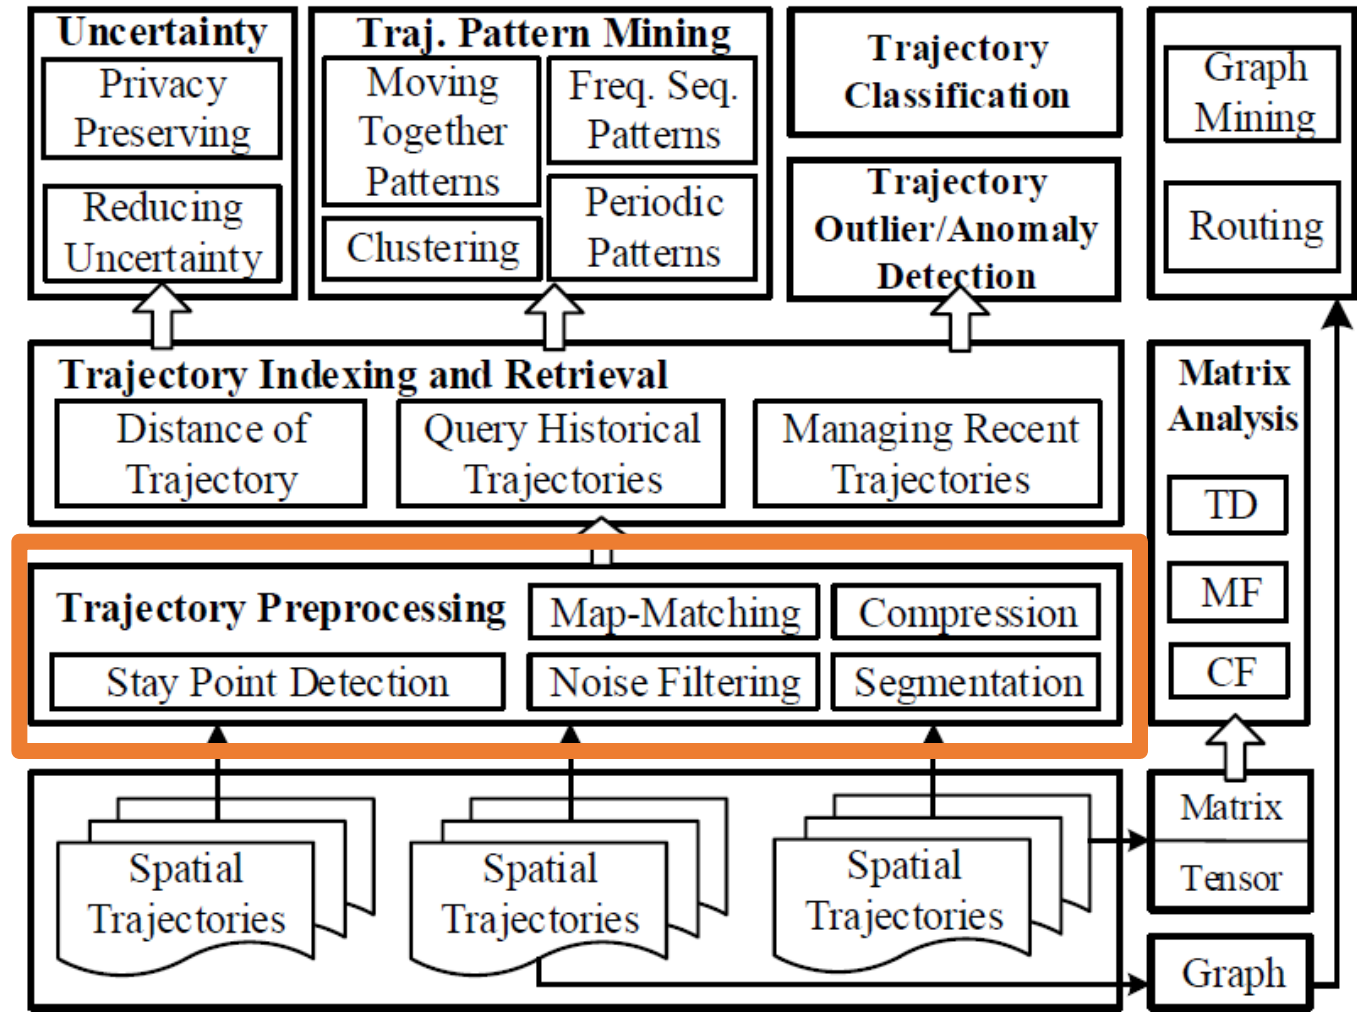 Uncertainty
Privacy
Preserving
Reducing
Uncertainty
Traj. Pattern Mining
Moving
Together
Patterns
Clustering
Freq. Seq.
Patterns
Periodic
Patterns
Trajectory
Classification
Trajectory
Outlier/Anomaly
Detection
Graph
Mining
Routing
Trajectory Indexing and Retrieval
Distance of
Trajectory
Query Historical
Trajectories
Managing Recent
Trajectories
Matrix
Analysis
TD
MF
CF
Trajectory Preprocessing
Map-Matching
Compression
Stay Point Detection
Noise Filtering
Segmentation
Spatial
Trajectories
Spatial
Trajectories
Spatial
Trajectories
Matrix
Tensor
Graph